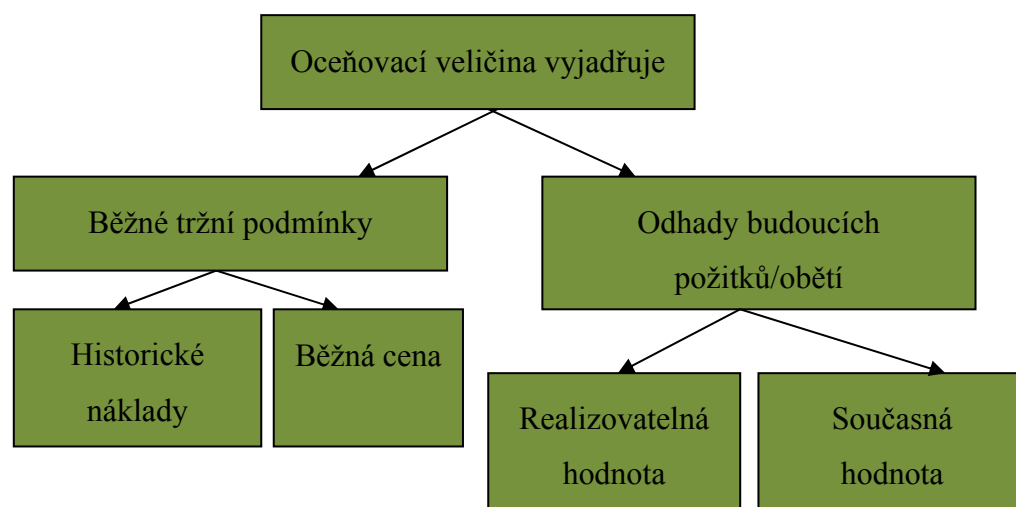 Oceňovací veličina vyjadřuje
Běžné tržní podmínky
Odhady budoucích
požitků/obětí
Historické
náklady
Běžná cena
Realizovatelná
hodnota
Současná
hodnota